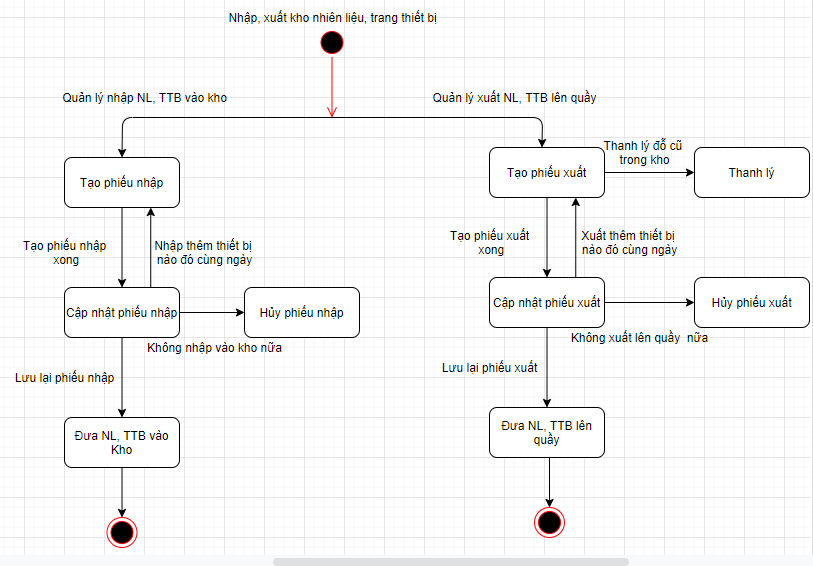 Nhập, xuất kho nhiên liệu, trang thiết bị
Quản lý nhập NL, TTB vào kho
Quản lý xuất NL, TTB lên quầy
Tạo phiếu nhập
Tạo phiếu xuất
Thanh lý đồ cũ
trong kho
Thanh lý
Tạo phiếu nhập
xong
Nhập thêm thiết bị
nào đó cùng ngày
Tạo phiếu xuất
xong
Xuất thêm thiết bị
nào đó cùng ngày
Cập nhật phiếu nhập
Hủy phiếu nhập
Cập nhật phiếu xuất
Hủy phiếu xuất
Không nhập vào kho nữa
Không xuất lên quầy nữa
Lưu lại phiếu nhập
Lưu lại phiếu xuất
Đưa NL, TTB vào
Kho
Đưa NL, TTB lên
quầy